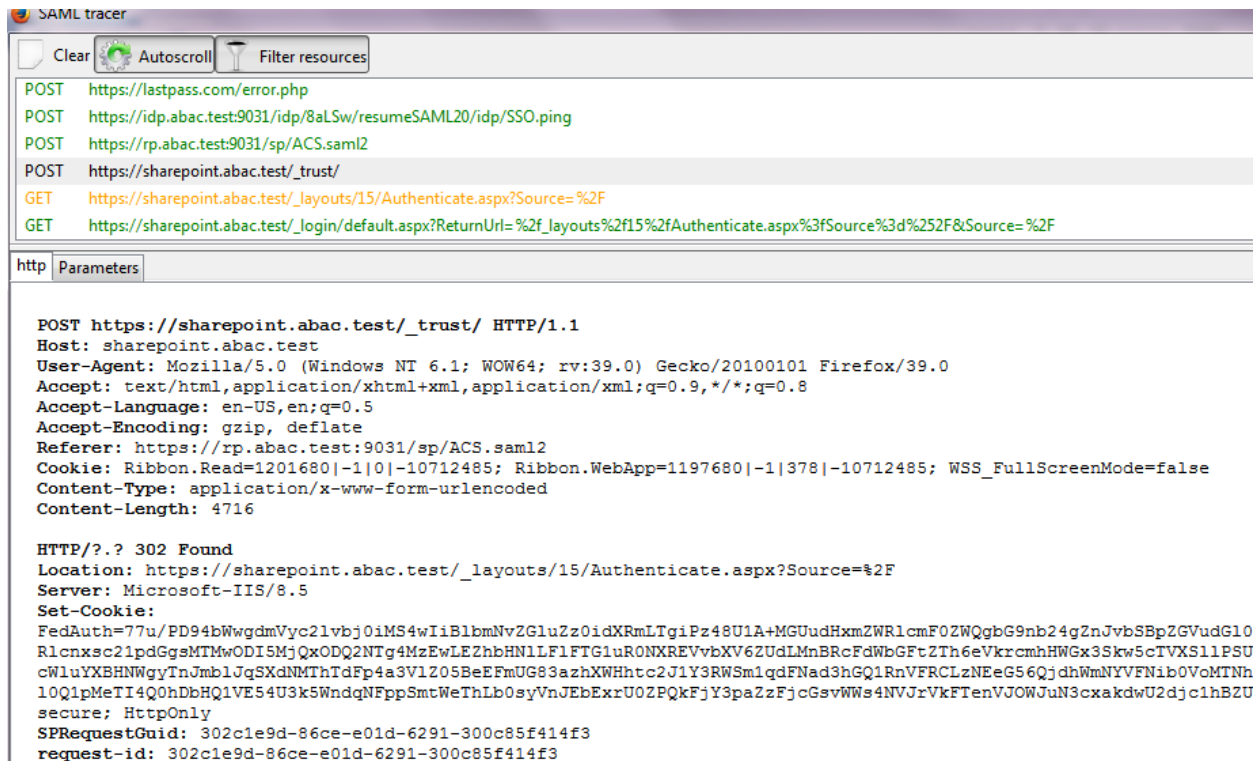 SAML tracer
Clear Autoscroll Filter resources
POST https://lastpass.com/error.php
POST https://idp.abac.test:9031/idp/8aLSw/resumeSAML20/idp/SSO.ping
POST https://rp.abac.test:9031/sp/ACS.saml2
POST https://sharepoint.abac.test/_trust/
GET https://sharepoint.abac.test/_layouts/15/Authenticate.aspx?Source=%2F
GET https://sharepoint.abac.test/_login/default.aspx?ReturnUrl=%2f_layouts%2f15%2fAuthenticate.aspx%3fSource%3d%252F&Source=%2F
http Parameters
POST https://sharepoint.abac.test/_trust/ HTTP/1.1
Host: sharepoint.abac.test
User-Agent: Mozilla/5.0 (Windows NT 6.1; WOW64; rv:39.0) Gecko/20100101 Firefox/39.0
Accept: text/html,application/xhtml+xml,application/xml;q=0.9,*/*;q=0.8
Accept-Language: en-US,en;q=0.5
Accept-Encoding: gzip, deflate
Referer: https://rp.abac.test:9031/sp/ACS.saml2
Cookie: Ribbon.Read=1201680|-1|0|-10712485; Ribbon.WebApp=1197680|-1|378|-10712485; WSS_FullScreenMode=false
Content-Type: application/x-www-form-urlencoded
Content-Length: 4716
HTTP/?.? 302 Found
Location: https://sharepoint.abac.test/_layouts/15/Authenticate.aspx?Source=%2F
Server: Microsoft-IIS/8.5
Set-Cookie:
secure; HttpOnly
SPRequestGuid: 302c1e9d-86ce-e01d-6291-300c85f414f3
request-id: 302c1e9d-86ce-e01d-6291-300c85f414f3